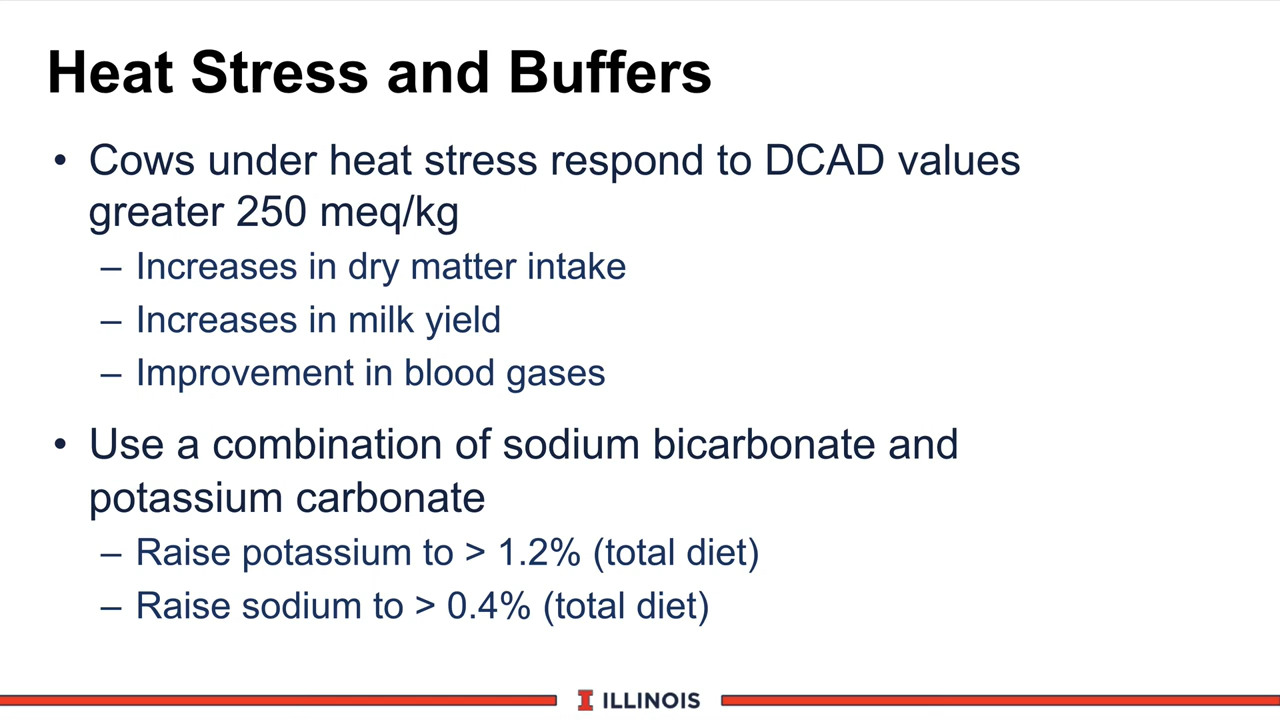 Heat Stress and Buffers
• Cows under heat stress respond to DCAD values
greater 250 meq/kg
– Increases in dry matter intake
– Increases in milk yield
– Improvement in blood gases
• Use a combination of sodium bicarbonate and
potassium carbonate
– Raise potassium to > 1.2% (total diet)
– Raise sodium to > 0.4% (total diet)
I ILLINOIS